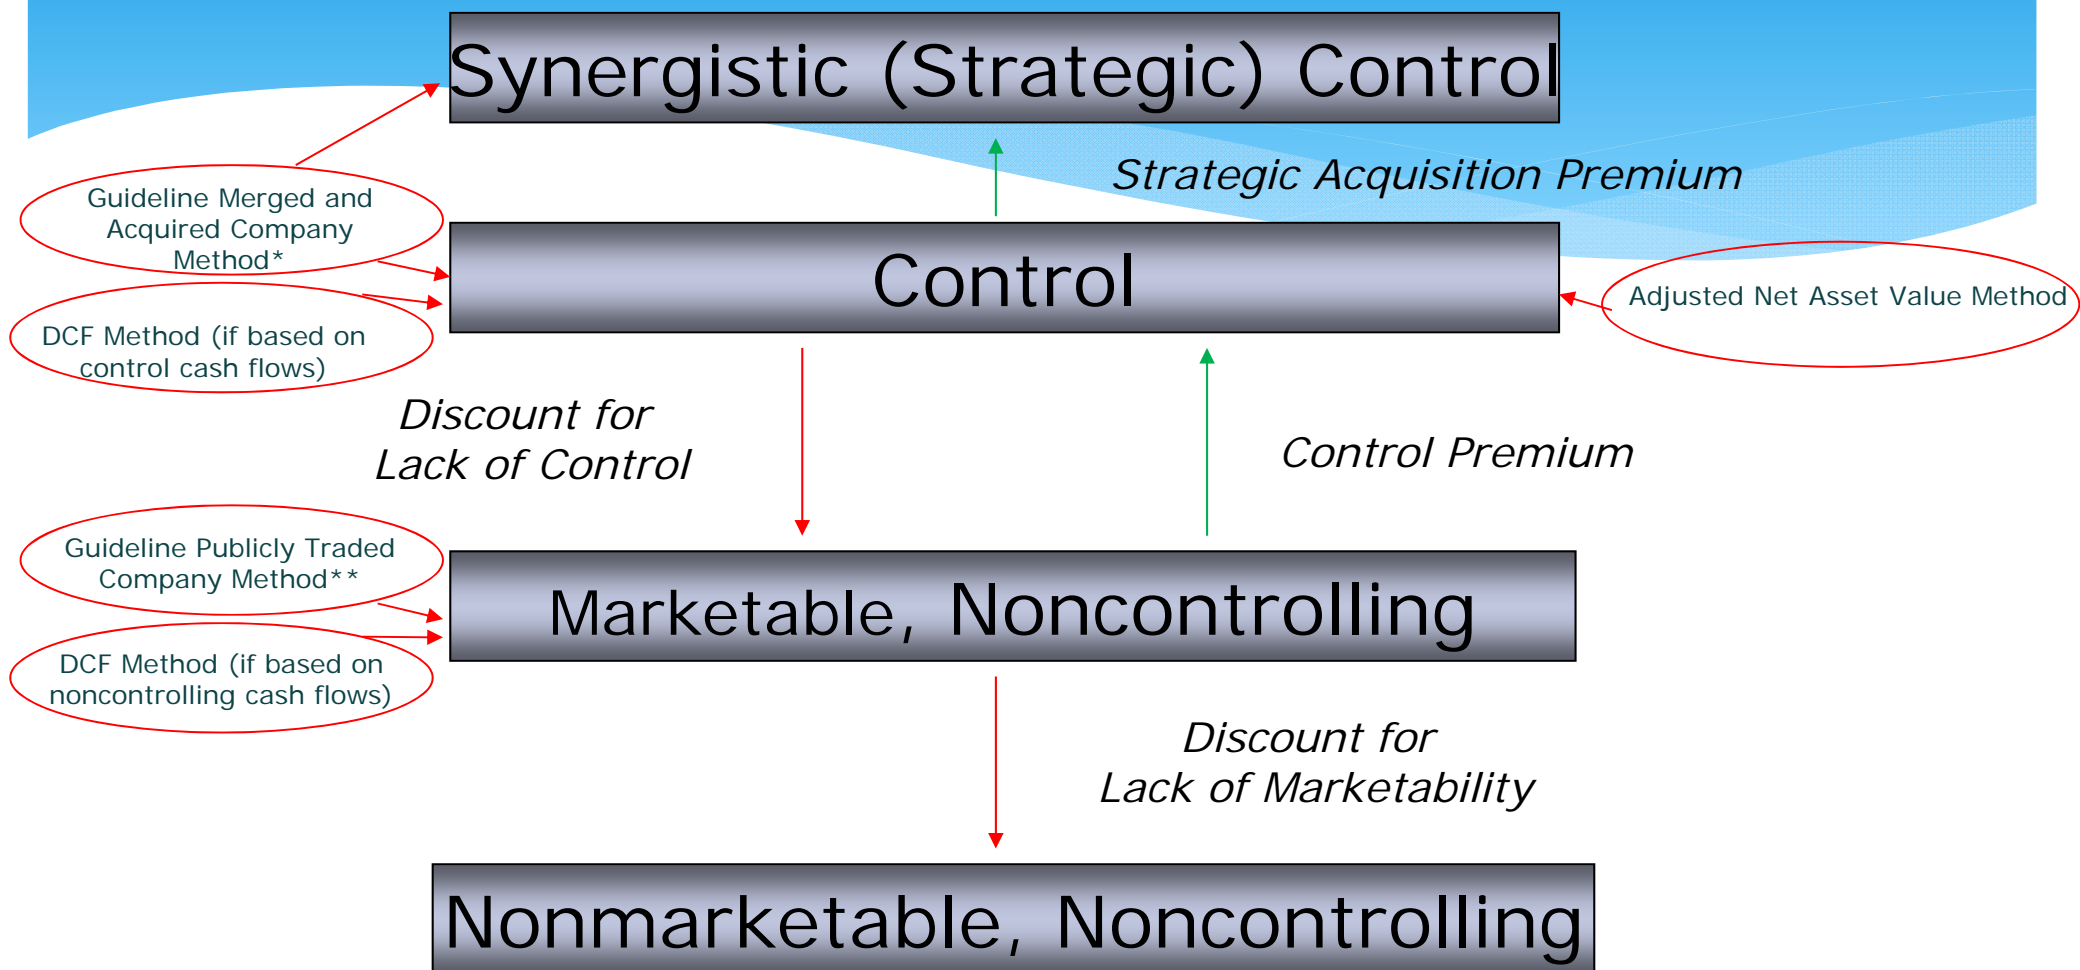 Synergistic (Strategic) Control
Strategic Acquisition Premium
Guideline Merged and
Acquired Company
Method*
Control
Adjusted Net Asset Value Method
DCF Method (if based on
control cash flows)
Discount for
Lack of Control
Control Premium
Guideline Publicly Traded
Company Method**
Marketable, Noncontrolling
DCF Method (if based on
noncontrolling cash flows)
Discount for
Lack of Marketability
Nonmarketable, Noncontrolling